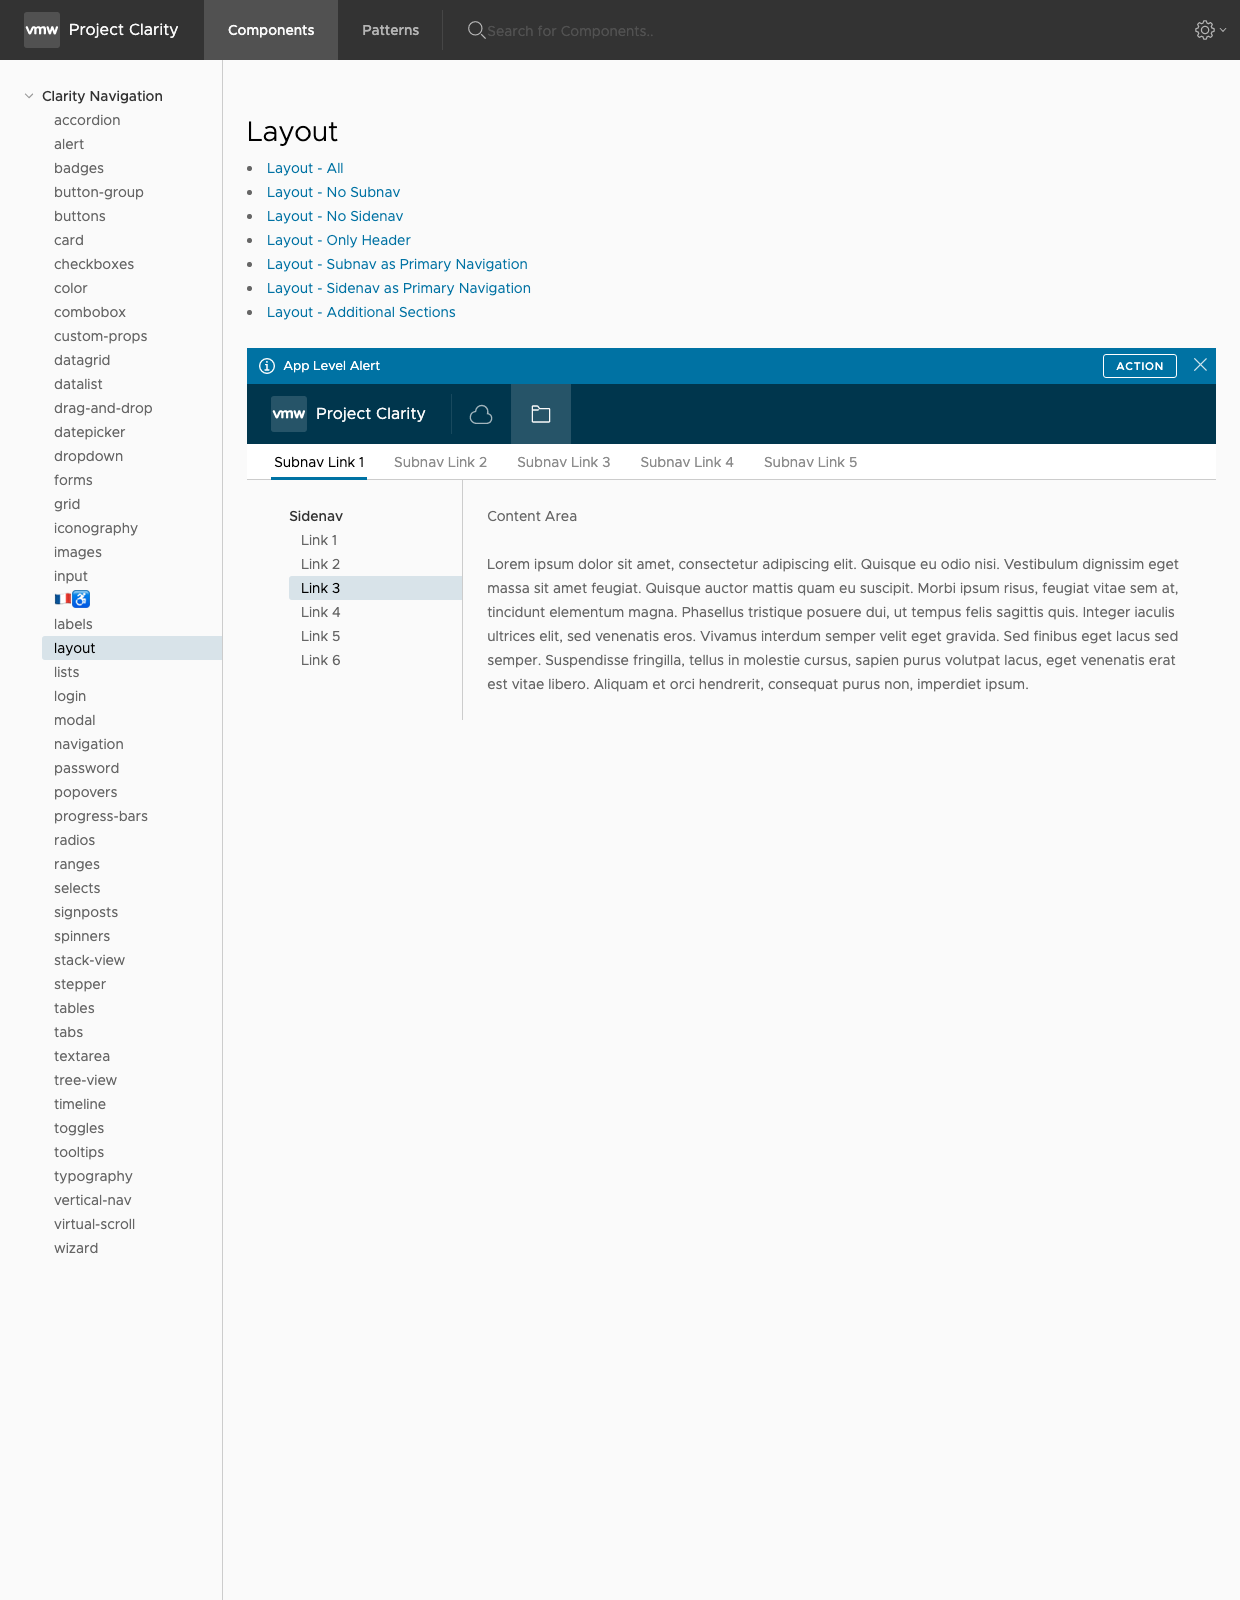 vmw Project Clarity Components Patterns Search for Components..
Clarity Navigation
accordion
alert
badges
button-group
buttons
card
checkboxes
color
combobox
custom-props
datagrid
datalist
drag-and-drop
datepicker
dropdown
forms
grid
iconography
images
input
🇫🇷♿
labels
layout
lists
login
modal
navigation
password
popovers
progress-bars
radios
ranges
selects
signposts
spinners
stack-view
stepper
tables
tabs
textarea
tree-view
timeline
toggles
tooltips
typography
vertical-nav
virtual-scroll
wizard
Layout
Layout - All
Layout - No Subnav
Layout - No Sidenav
Layout - Only Header
Layout - Subnav as Primary Navigation
Layout - Sidenav as Primary Navigation
Layout - Additional Sections
App Level Alert ACTION
vmw Project Clarity
Subnav Link 1 Subnav Link 2 Subnav Link 3 Subnav Link 4 Subnav Link 5
Sidenav
Link 1
Link 2
Link 3
Link 4
Link 5
Link 6
Content Area
Lorem ipsum dolor sit amet, consectetur adipiscing elit. Quisque eu odio nisi. Vestibulum dignissim eget
massa sit amet feugiat. Quisque auctor mattis quam eu suscipit. Morbi ipsum risus, feugiat vitae sem at,
tincidunt elementum magna. Phasellus tristique posuere dui, ut tempus felis sagittis quis. Integer iaculis
ultrices elit, sed venenatis eros. Vivamus interdum semper velit eget gravida. Sed finibus eget lacus sed
semper. Suspendisse fringilla, tellus in molestie cursus, sapien purus volutpat lacus, eget venenatis erat
est vitae libero. Aliquam et orci hendrerit, consequat purus non, imperdiet ipsum.